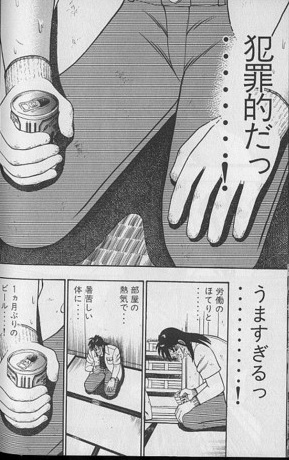 犯罪的だっ
・・・・・・・！
うますぎるっ
・・・・・・・・・！
労働の
ほてりと―
・・・・・・・・
部屋の
熱気で・・・
暑苦しい
体に・・・・
1ヵ月ぶりの
ビール・・・・！